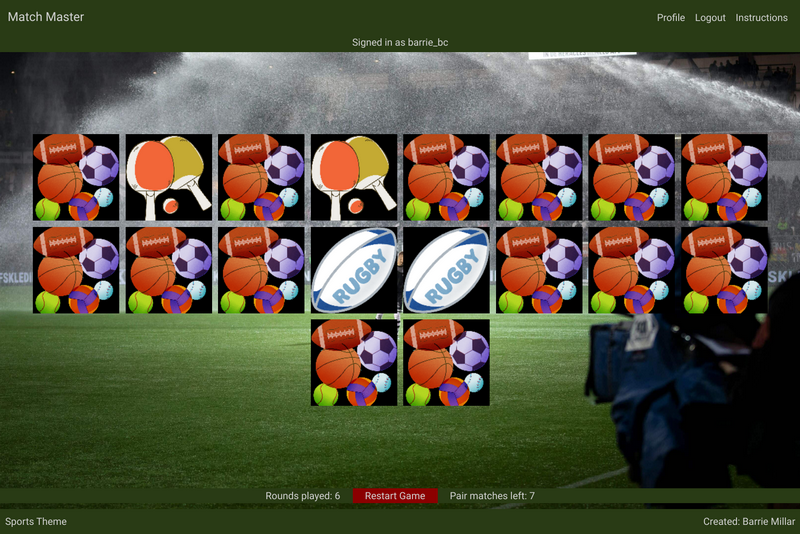 Match Master
Profile Logout Instructions
Signed in as barrie_bc
RUGBY RUGBY
Rounds played: 6 Restart Game Pair matches left: 7
Sports Theme
Created: Barrie Millar